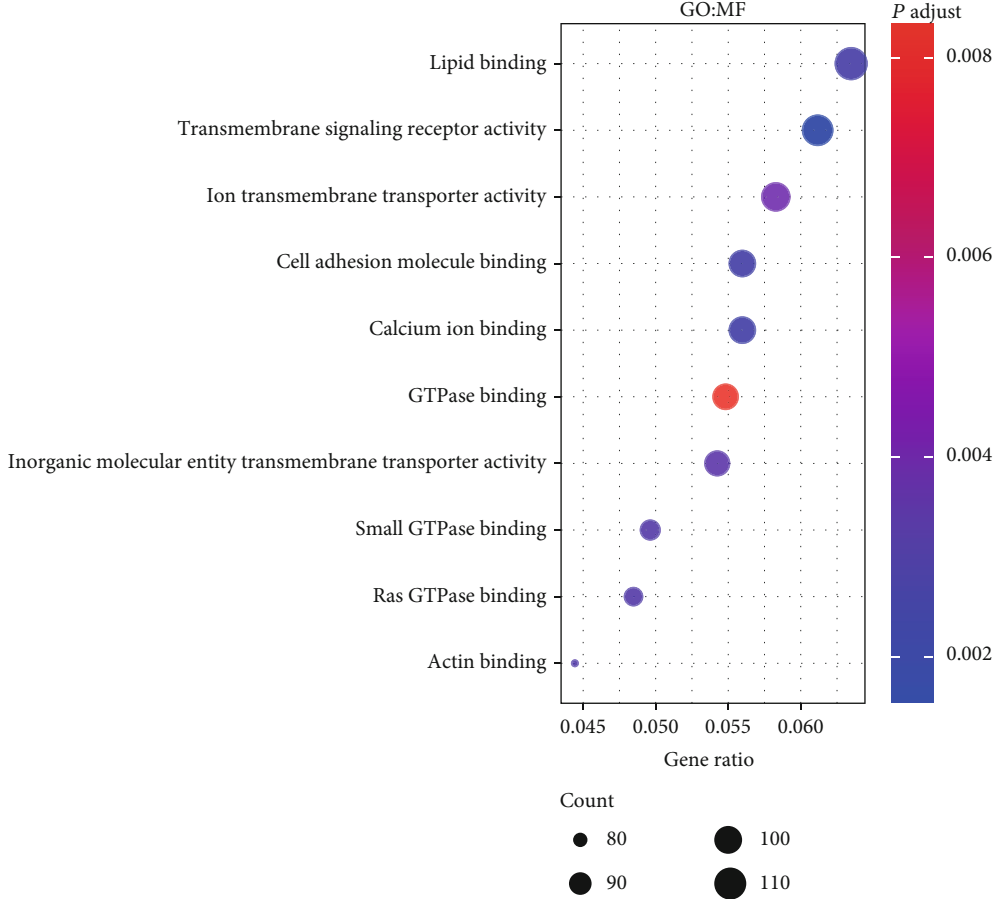 GO:MF
P adjust
Lipid binding
Transmembrane signaling receptor activity
Ion transmembrane transporter activity
Cell adhesion molecule binding
Calcium ion binding
GTPase binding
Inorganic molecular entity transmembrane transporter activity
Small GTPase binding
Ras GTPase binding
Actin binding
0.008
0.006
0.004
0.002
0.045 0.050 0.055 0.060
Gene ratio
Count
80 100
90 110